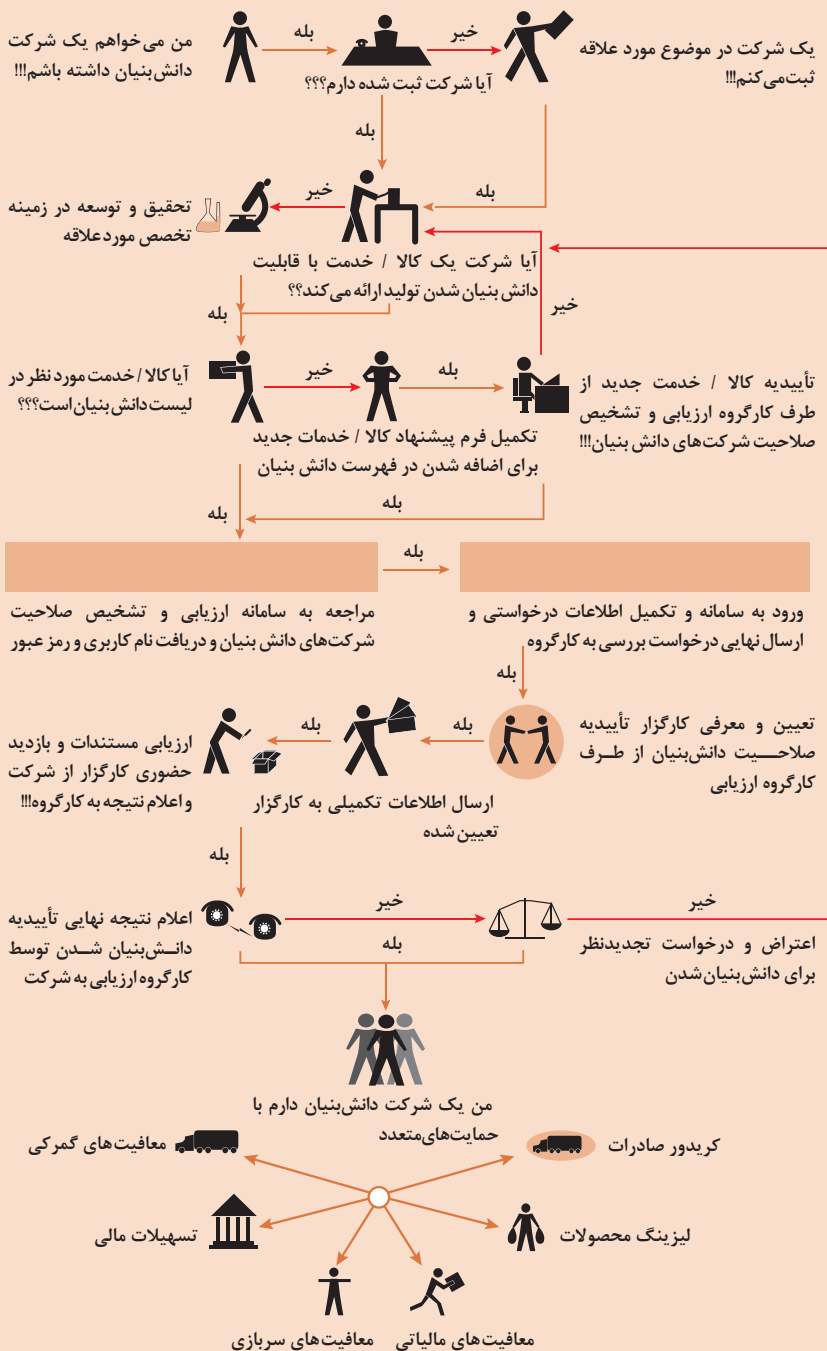 من می‌خواهم یک شرکت
دانش‌بنیان داشته باشم!!!
بله
آیا شرکت ثبت شده دارم؟؟؟
خیر
یک شرکت در موضوع مورد علاقه
ثبت‌می‌کنم!!!
بله
بله
خیر
تحقیق و توسعه در زمینه
تخصص موردعلاقه
آیا شرکت یک کالا / خدمت با قابلیت
دانش‌بنیان شدن تولید ارائه می‌کند؟؟
بله
خیر
آیا کالا / خدمت مورد نظر در
لیست دانش‌بنیان است؟؟؟
خیر
بله
تکمیل فرم پیشنهاد کالا / خدمات جدید
برای اضافه شدن در فهرست دانش بنیان
تأییدیه کالا / خدمت جدید از
طرف کارگروه ارزیابی و تشخیص
صلاحیت شرکت‌های دانش بنیان!!!
بله
بله
بله
مراجعه به سامانه ارزیابی و تشخیص صلاحیت
شرکت‌های دانش بنیان و دریافت نام کاربری و رمز عبور
ورود به سامانه و تکمیل اطلاعات درخواستی و
ارسال نهایی درخواست بررسی به کارگروه
بله
تعیین و معرفی کارگزار تأییدیه
صلاحیت دانش‌بنیان از طرف
کارگروه ارزیابی
بله
ارسال اطلاعات تکمیلی به کارگزار
تعیین شده
بله
ارزیابی مستندات و بازدید
حضوری کارگزار از شرکت
و اعلام نتیجه به کارگروه!!!
بله
اعلام نتیجه نهایی تأییدیه
دانش‌بنیان شدن توسط
کارگروه ارزیابی به شرکت
خیر
بله
خیر
اعتراض و درخواست تجدیدنظر
برای دانش‌بنیان‌شدن
من یک شرکت دانش‌بنیان دارم با
حمایت‌های‌متعدد
کریدور صادرات
معافیت‌های گمرکی
لیزینگ محصولات
تسهیلات مالی
معافیت‌های مالیاتی
معافیت‌های سربازی